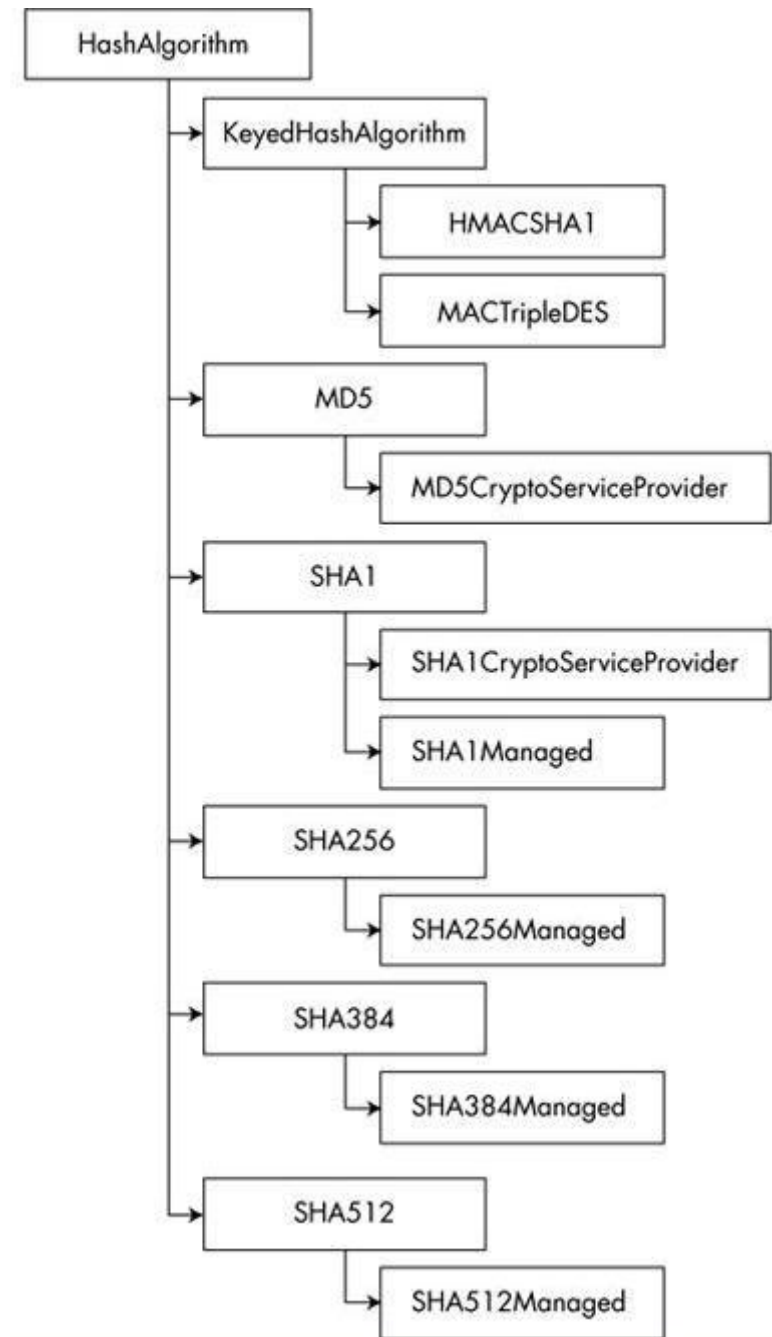 HashAlgorithm
KeyedHashAlgorithm
HMACSHA1
MACTripleDES
MD5
MD5CryptoServiceProvider
SHA1
SHA1CryptoServiceProvider
SHA1Managed
SHA256
SHA256Managed
SHA384
SHA384Managed
SHA512
SHA512Managed